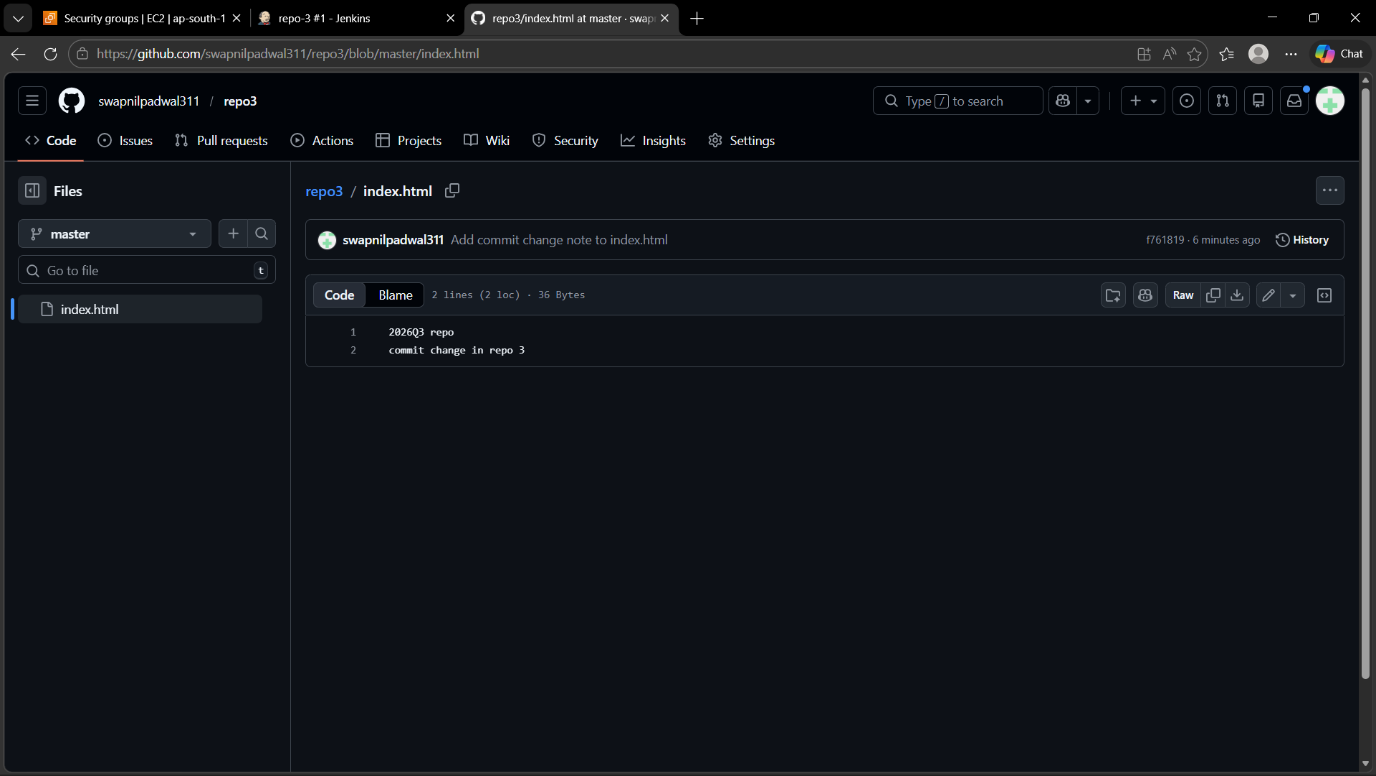 Security groups | EC2 | ap-south-1
repo-3 #1 - Jenkins
repo3/index.html at master · swap
https://github.com/swapnilpadwal311/repo3/blob/master/index.html
Chat
swapnilpadwal311 / repo3
Type / to search
Code
Issues
Pull requests
Actions
Projects
Wiki
Security
Insights
Settings
Files
master
Go to file
t
index.html
repo3 / index.html
swapnilpadwal311 Add commit change note to index.html
f761819 · 6 minutes ago
History
Code
Blame
2 lines (2 loc) · 36 Bytes
Raw
1 2026Q3 repo
2 commit change in repo 3